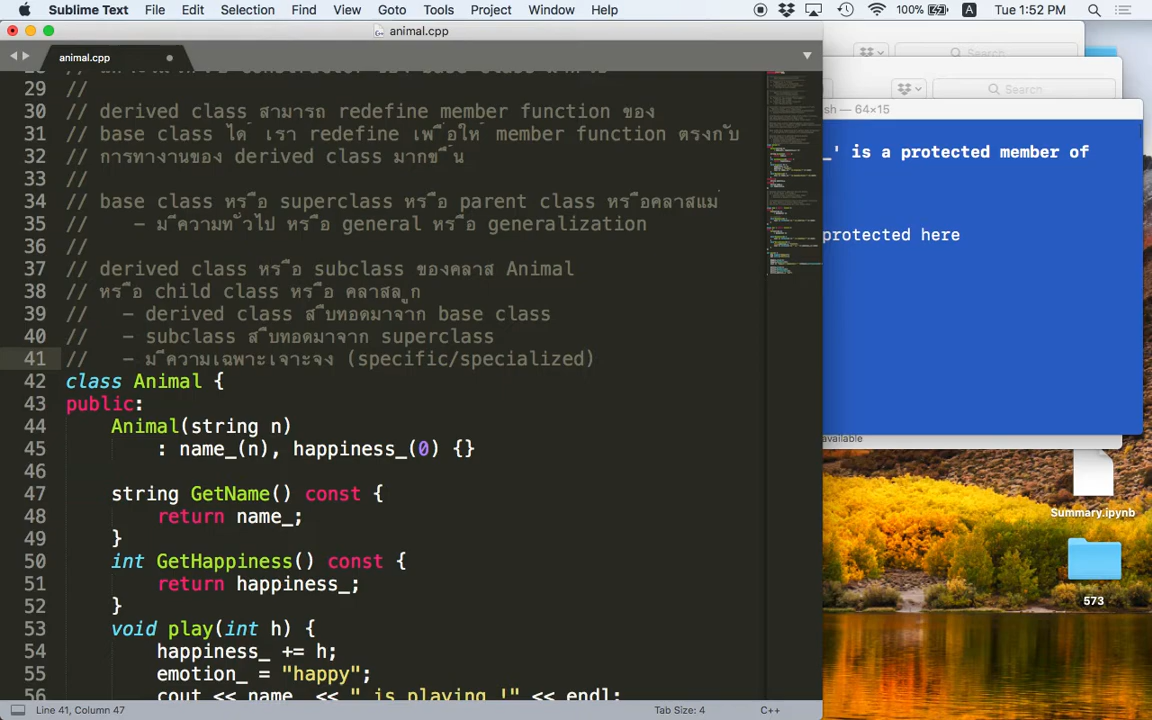 Sublime Text File Edit Selection Find View Goto Tools Project Window Help 100% A Tue 1:52 PM
animal.cpp
animal.cpp
Search
Search
29 //
30 // derived class สามารถ redefine member function ของ
31 // base class ได้ เรา redefine เพื่อให้ member function ตรงกับ
32 // การทางานของ derived class มากขึ้น
33 //
34 // base class หรือ superclass หรือ parent class หรือคลาสแม่
35 // - มีความทั่วไป หรือ general หรือ generalization
36 //
37 // derived class หรือ subclass ของคลาส Animal
38 // หรือ child class หรือ คลาสลูก
39 // - derived class สืบทอดมาจาก base class
40 // - subclass สืบทอดมาจาก superclass
41 // - มีความเฉพาะเจาะจง (specific/specialized)
42 class Animal {
43 public:
44 Animal(string n)
45 : name_(n), happiness_(0) {}
46
47 string GetName() const {
48 return name_;
49 }
50 int GetHappiness() const {
51 return happiness_;
52 }
53 void play(int h) {
54 happiness_ += h;
55 emotion_ = "happy";
56 cout << name_ << " is playing !" << endl;
Line 41, Column 47 Tab Size: 4 C++
sh — 64×15
_' is a protected member of
protected here
available
Summary.ipynb
573